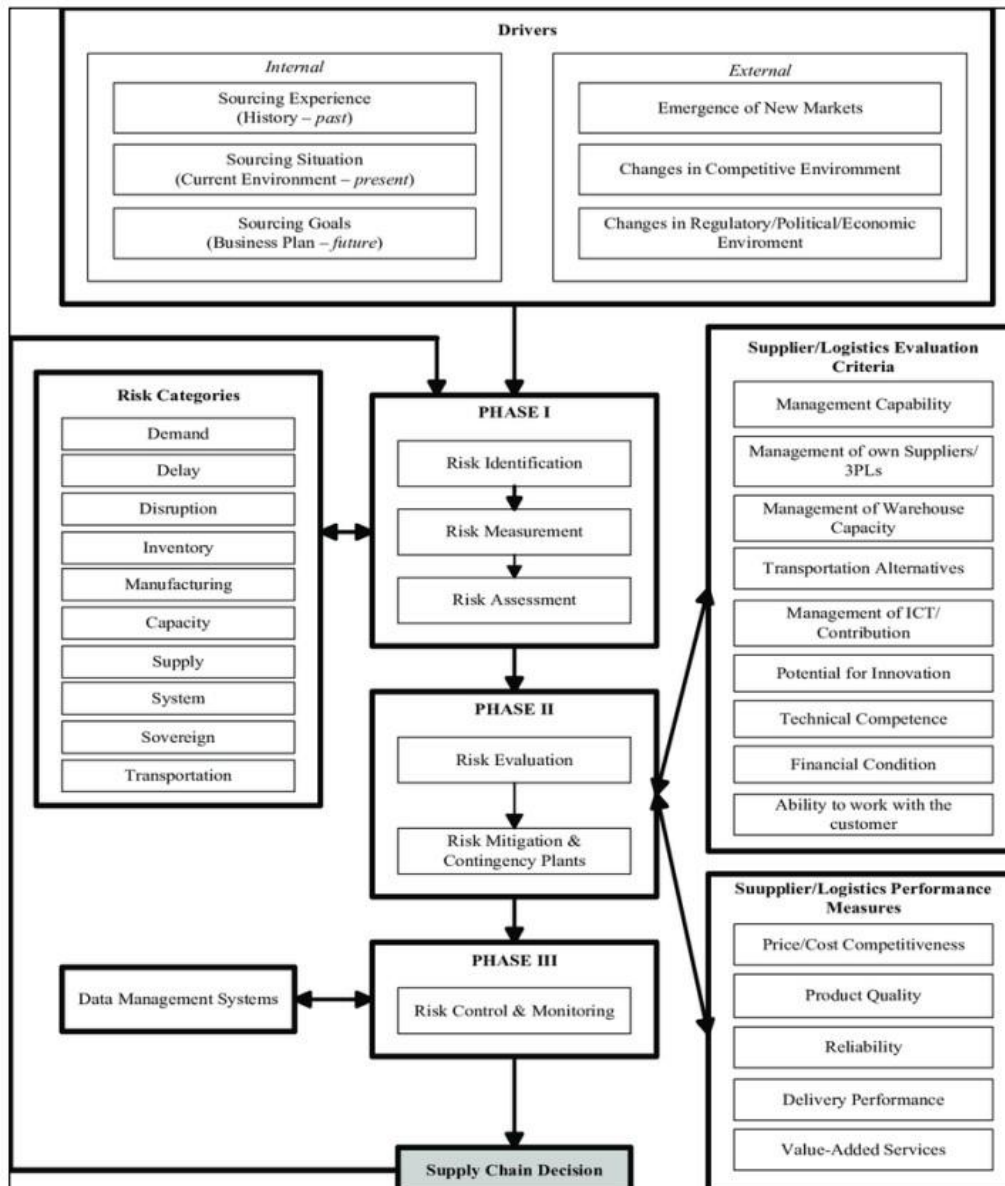 Drivers
Internal
Sourcing Experience
(History – past)
Sourcing Situation
(Current Environment – present)
Sourcing Goals
(Business Plan – future)
External
Emergence of New Markets
Changes in Competitive Enviromment
Changes in Regulatory/Political/Economic
Enviroment
Risk Categories
Demand
Delay
Disruption
Inventory
Manufacturing
Capacity
Supply
System
Sovereign
Transportation
PHASE I
Risk Identification
Risk Measurement
Risk Assessment
PHASE II
Risk Evaluation
Risk Mitigation &
Contingency Plants
PHASE III
Risk Control & Monitoring
Data Management Systems
Supply Chain Decision
Supplier/Logistics Evaluation
Criteria
Management Capability
Management of own Suppliers/
3PLs
Management of Warehouse
Capacity
Transportation Alternatives
Management of ICT/
Contribution
Potential for Innovation
Technical Competence
Financial Condition
Ability to work with the
customer
Suupplier/Logistics Performance
Measures
Price/Cost Competitiveness
Product Quality
Reliability
Delivery Performance
Value-Added Services